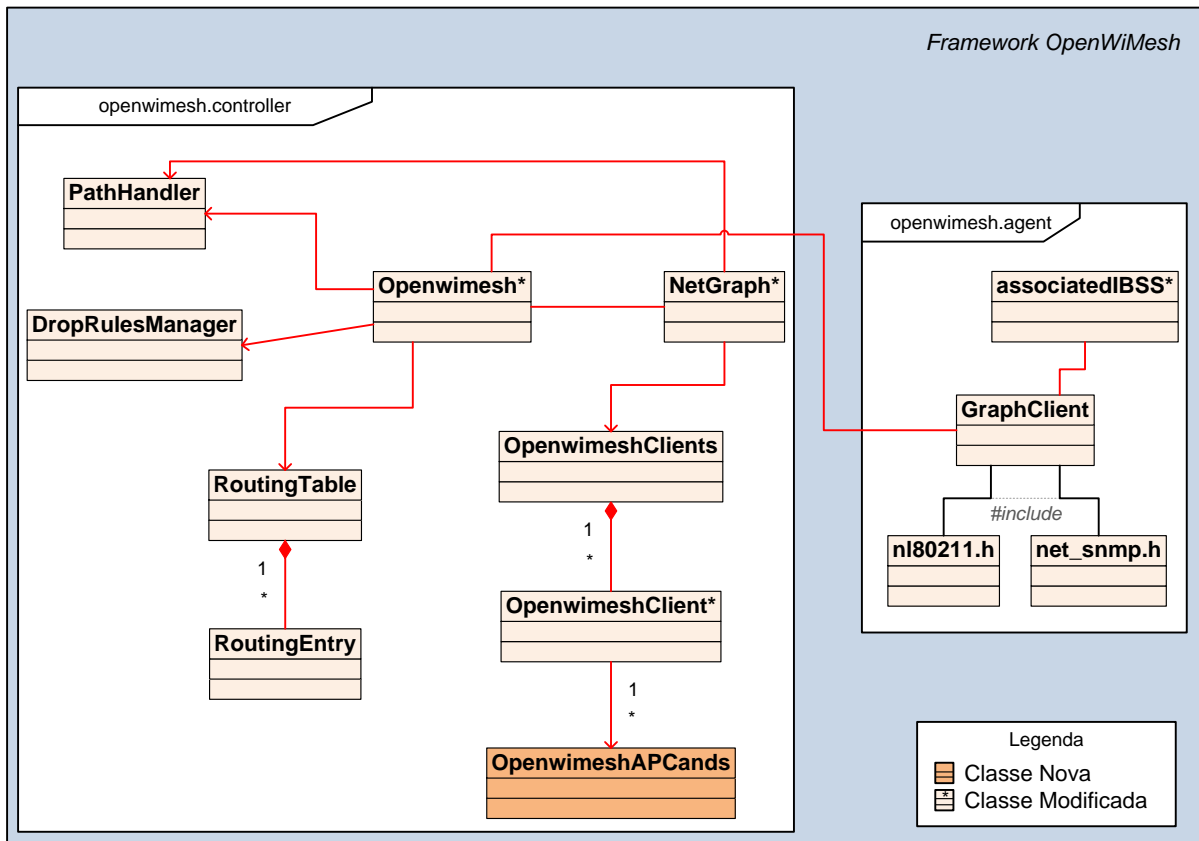 Framework OpenWiMesh
openwimesh.controller
PathHandler
Openwimesh*
NetGraph*
DropRulesManager
OpenwimeshClients
RoutingTable
1
*
1
*
OpenwimeshClient*
RoutingEntry
1
*
OpenwimeshAPCands
openwimesh.agent
associatedIBSS*
GraphClient
#include
nl80211.h
net_snmp.h
Legenda
Classe Nova
* Classe Modificada